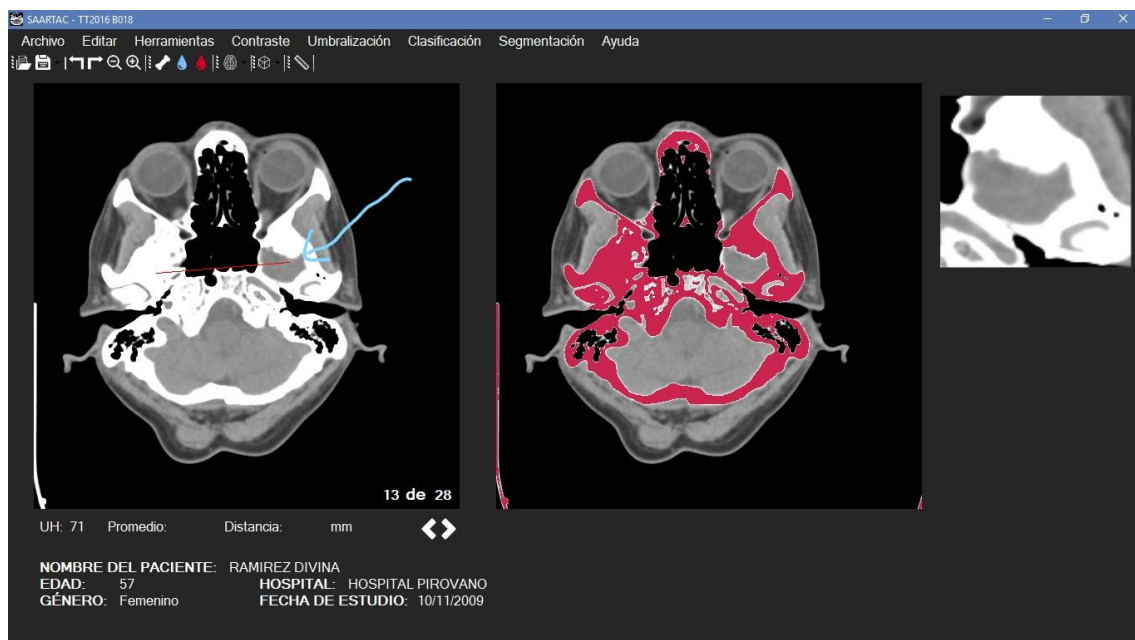 SAARTAC - TT2016 B018
Archivo Editar Herramientas Contraste Umbralización Clasificación Segmentación Ayuda
13 de 28
UH: 71 Promedio: Distancia: mm
NOMBRE DEL PACIENTE: RAMIREZ DIVINA
EDAD: 57 HOSPITAL: HOSPITAL PIROVANO
GÉNERO: Femenino FECHA DE ESTUDIO: 10/11/2009